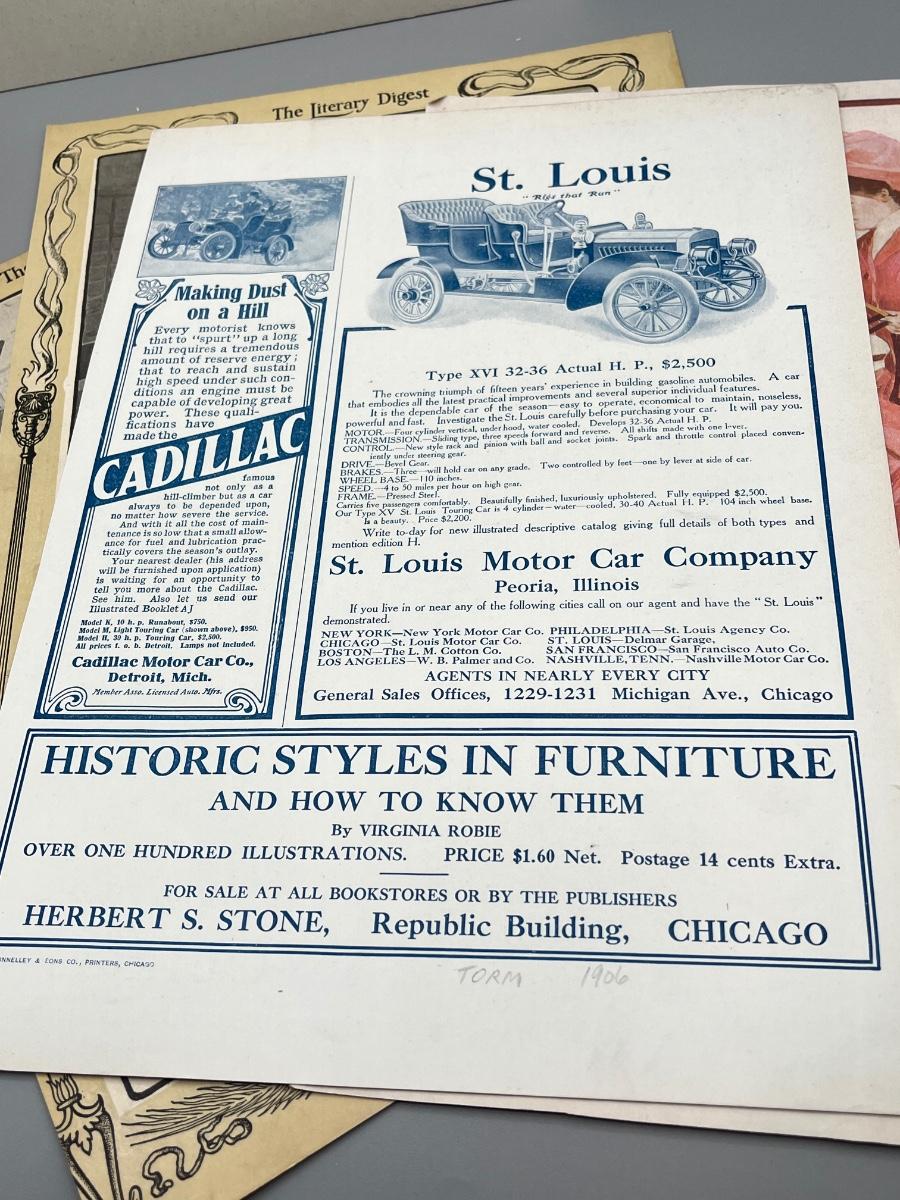 The Literary Digest
Th
Making Dust
on a Hill
Every motorist knows
that to "spurt" up a long
hill requires a tremendous
amount of reserve energy;
that to reach and sustain
high speed under such con-
ditions an engine must be
capable of developing great
power. These quali-
fications have
made the
CADILLAC
famous
not only as a
hill-climber but as a car
always to be depended upon,
no matter how severe the service.
And with it all the cost of main-
tenance is so low that a small allow-
ance for fuel and lubrication prac-
tically covers the season's outlay.
Your nearest dealer (his address
will be furnished upon application)
is waiting for an opportunity to
tell you more about the Cadillac.
See him. Also let us send our
Illustrated Booklet AJ
Model K, 10 h. p. Runabout, $750.
Model M, Light Touring Car (shown above), $950.
Model H, 30 h. p. Touring Car, $2,500.
All prices f. o. b. Detroit. Lamps not included.
Cadillac Motor Car Co.,
Detroit, Mich.
Member Asso. Licensed Auto. Mfrs.
St. Louis
"Rigs that Run"
Type XVI 32-36 Actual H. P., $2,500
The crowning triumph of fifteen years' experience in building gasoline automobiles. A car
that embodies all the latest practical improvements and several superior individual features.
It is the dependable car of the season—easy to operate, economical to maintain, noiseless,
powerful and fast. Investigate the St. Louis carefully before purchasing your car. It will pay you.
MOTOR.—Four cylinder vertical, under hood, water cooled. Develops 32-36 Actual H. P.
TRANSMISSION.—Sliding type, three speeds forward and reverse. All shifts made with one lever.
CONTROL.—New style rack and pinion with ball and socket joints. Spark and throttle control placed conven-
iently under steering gear.
DRIVE.—Bevel Gear.
BRAKES.—Three—will hold car on any grade. Two controlled by feet—one by lever at side of car.
WHEEL BASE.—110 inches.
SPEED.—4 to 50 miles per hour on high gear.
FRAME.—Pressed Steel.
Carries five passengers comfortably. Beautifully finished, luxuriously upholstered. Fully equipped $2,500.
Our Type XV St. Louis Touring Car is 4 cylinder—water—cooled, 30-40 Actual H. P. 104 inch wheel base.
Is a beauty. Price $2,200.
Write to-day for new illustrated descriptive catalog giving full details of both types and
mention edition H.
St. Louis Motor Car Company
Peoria, Illinois
If you live in or near any of the following cities call on our agent and have the "St. Louis"
demonstrated.
NEW YORK—New York Motor Car Co. PHILADELPHIA—St. Louis Agency Co.
CHICAGO—St. Louis Motor Car Co. ST. LOUIS—Delmar Garage,
BOSTON—The L. M. Cotton Co. SAN FRANCISCO—San Francisco Auto Co.
LOS ANGELES—W. B. Palmer and Co. NASHVILLE, TENN.—Nashville Motor Car Co.
AGENTS IN NEARLY EVERY CITY
General Sales Offices, 1229-1231 Michigan Ave., Chicago
HISTORIC STYLES IN FURNITURE
AND HOW TO KNOW THEM
By VIRGINIA ROBIE
OVER ONE HUNDRED ILLUSTRATIONS. PRICE $1.60 Net. Postage 14 cents Extra.
FOR SALE AT ALL BOOKSTORES OR BY THE PUBLISHERS
HERBERT S. STONE, Republic Building, CHICAGO
NNELLEY & SONS CO., PRINTERS, CHICAGO
TORM 1906